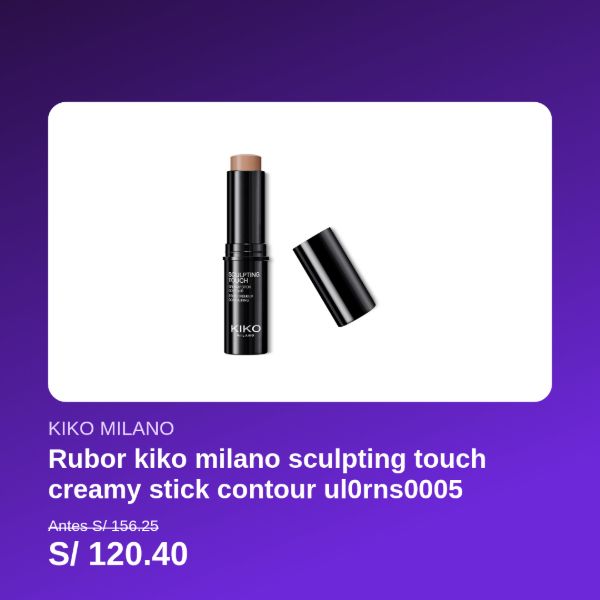 SCULPTING
TOUCH
KIKO
KIKO MILANO
Rubor kiko milano sculpting touch
creamy stick contour ul0rns0005
Antes S/ 156.25
S/ 120.40